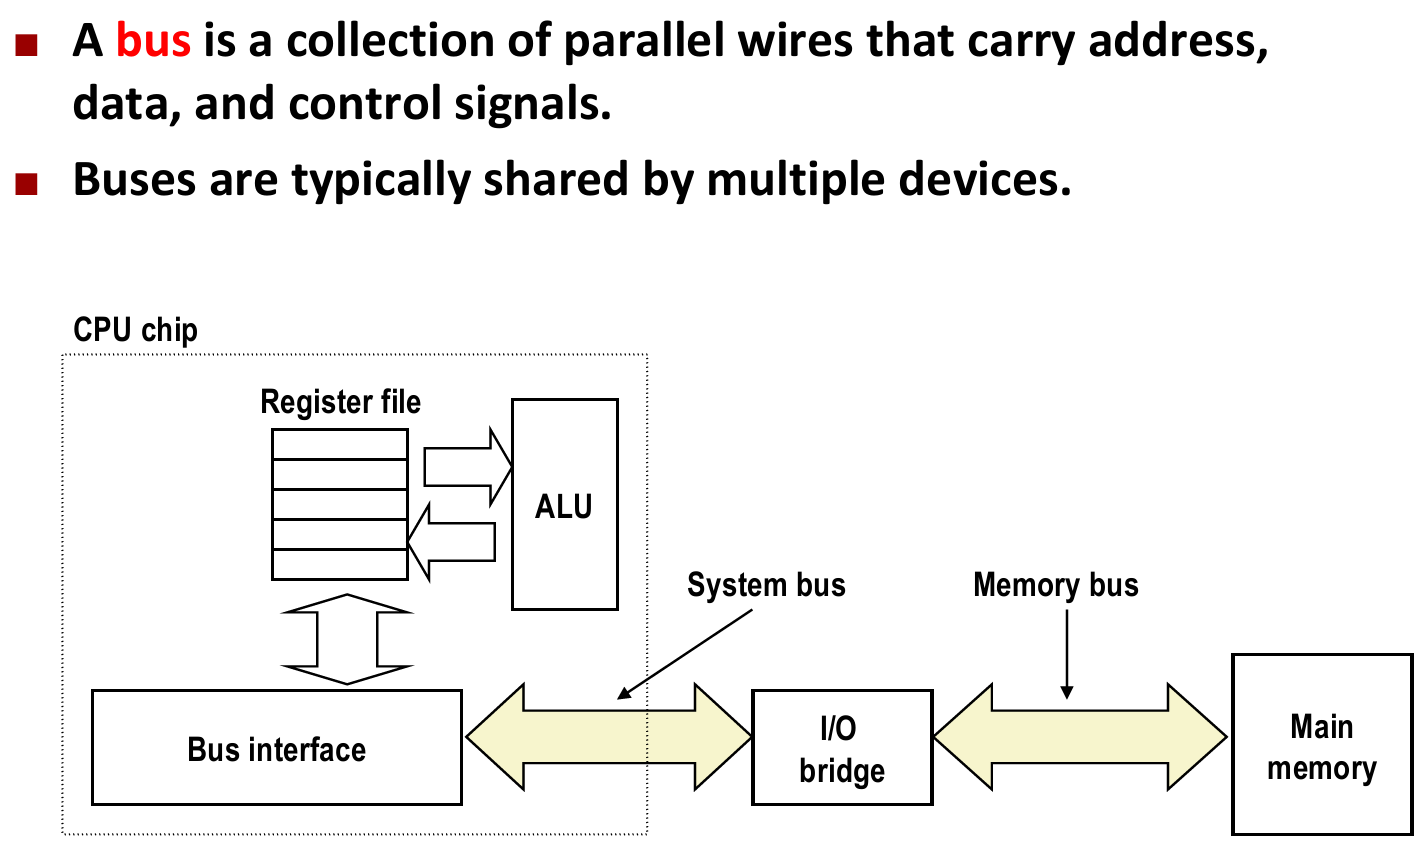 ■ A bus is a collection of parallel wires that carry address,
data, and control signals.
■ Buses are typically shared by multiple devices.
CPU chip
Register file
ALU
System bus
Memory bus
Bus interface
I/O
bridge
Main
memory